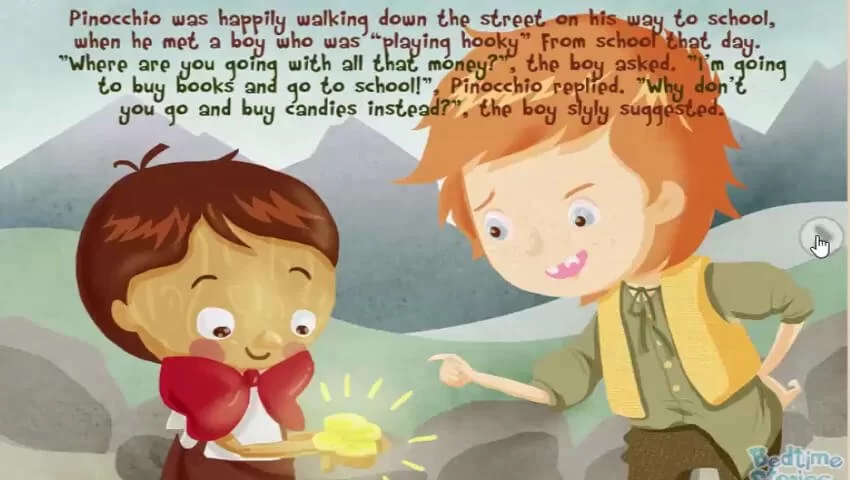 Pinocchio was happily walking down the street on his way to school,
when he met a boy who was “playing hooky” From school that day.
"Where are you going with all that money?", the boy asked. "I'm going
to buy books and go to school!", Pinocchio replied. "Why don't
you go and buy candies instead?", the boy slyly suggested.
Bedtime
Stories